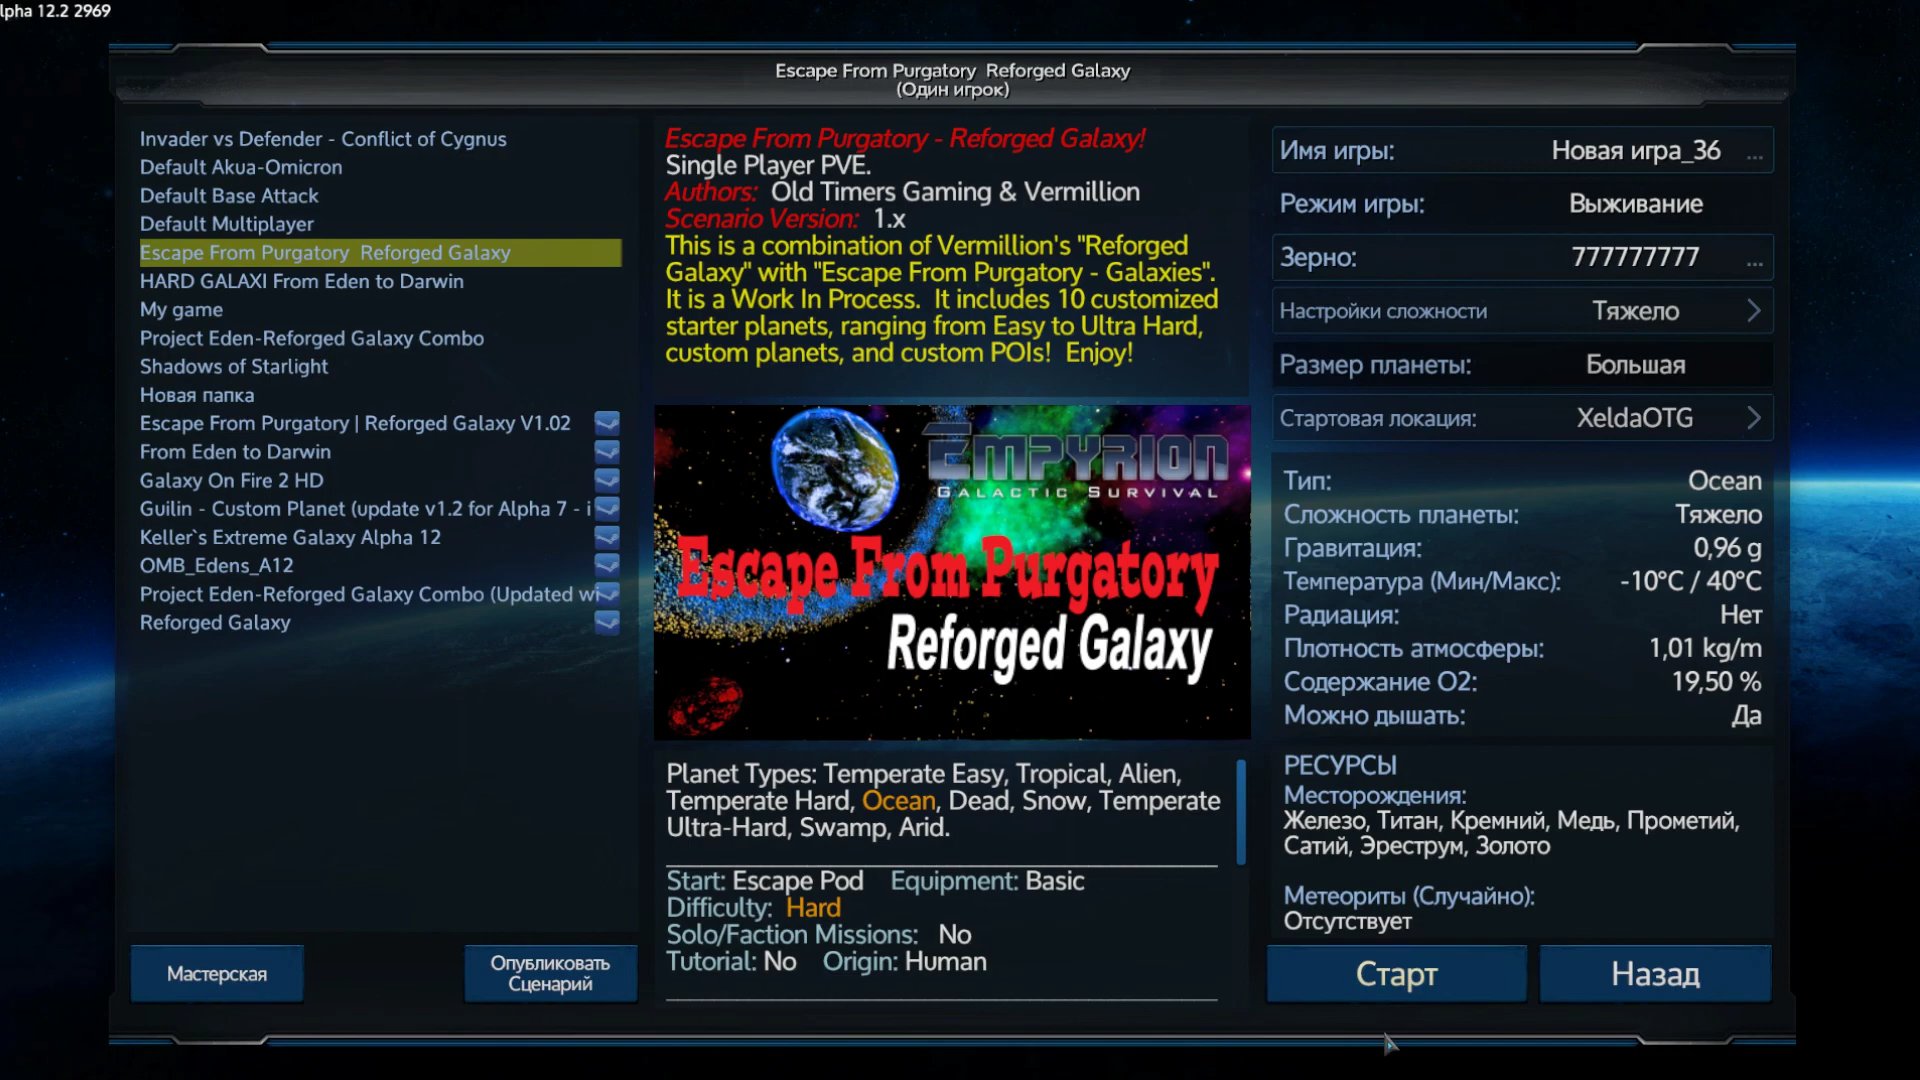 lpha 12.2 2969
Escape From Purgatory  Reforged Galaxy
(Один игрок)
Invader vs Defender - Conflict of Cygnus
Default Akua-Omicron
Default Base Attack
Default Multiplayer
Escape From Purgatory  Reforged Galaxy
HARD GALAXI From Eden to Darwin
My game
Project Eden-Reforged Galaxy Combo
Shadows of Starlight
Новая папка
Escape From Purgatory | Reforged Galaxy V1.02
From Eden to Darwin
Galaxy On Fire 2 HD
Guilin - Custom Planet (update v1.2 for Alpha 7 - i
Keller`s Extreme Galaxy Alpha 12
OMB_Edens_A12
Project Eden-Reforged Galaxy Combo (Updated wi
Reforged Galaxy
Мастерская
Опубликовать
Сценарий
Escape From Purgatory - Reforged Galaxy!
Single Player PVE.
Authors:  Old Timers Gaming & Vermillion
Scenario Version:  1.x
This is a combination of Vermillion's "Reforged
Galaxy" with "Escape From Purgatory - Galaxies".
It is a Work In Process.  It includes 10 customized
starter planets, ranging from Easy to Ultra Hard,
custom planets, and custom POIs!  Enjoy!
EMPYRION
GALACTIC SURVIVAL
Escape From Purgatory
Reforged Galaxy
Planet Types: Temperate Easy, Tropical, Alien,
Temperate Hard, Ocean, Dead, Snow, Temperate
Ultra-Hard, Swamp, Arid.
Start: Escape Pod    Equipment: Basic
Difficulty:  Hard
Solo/Faction Missions:   No
Tutorial: No    Origin: Human
Имя игры: Новая игра_36 ...
Режим игры: Выживание
Зерно: 777777777 ...
Настройки сложности Тяжело
Размер планеты: Большая
Стартовая локация: XeldaOTG
Тип: Ocean
Сложность планеты: Тяжело
Гравитация: 0,96 g
Температура (Мин/Макс): -10°C / 40°C
Радиация: Нет
Плотность атмосферы: 1,01 kg/m
Содержание O2: 19,50 %
Можно дышать: Да
РЕСУРСЫ
Месторождения:
Железо, Титан, Кремний, Медь, Прометий,
Сатий, Эреструм, Золото
Метеориты (Случайно):
Отсутствует
Старт
Назад